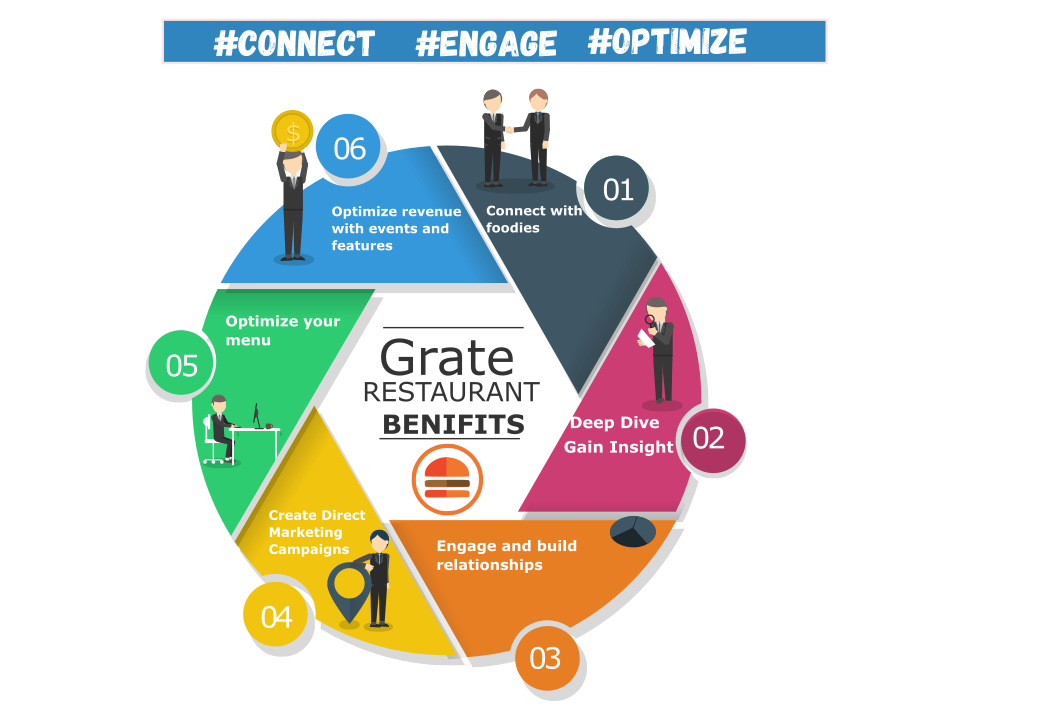 #CONNECT #ENGAGE #OPTIMIZE
06
01
Optimize revenue
with events and
features
Connect with
foodies
Optimize your
menu
05
Grate
RESTAURANT
BENIFITS
Deep Dive
Gain Insight
02
Create Direct
Marketing
Campaigns
Engage and build
relationships
04
03
$